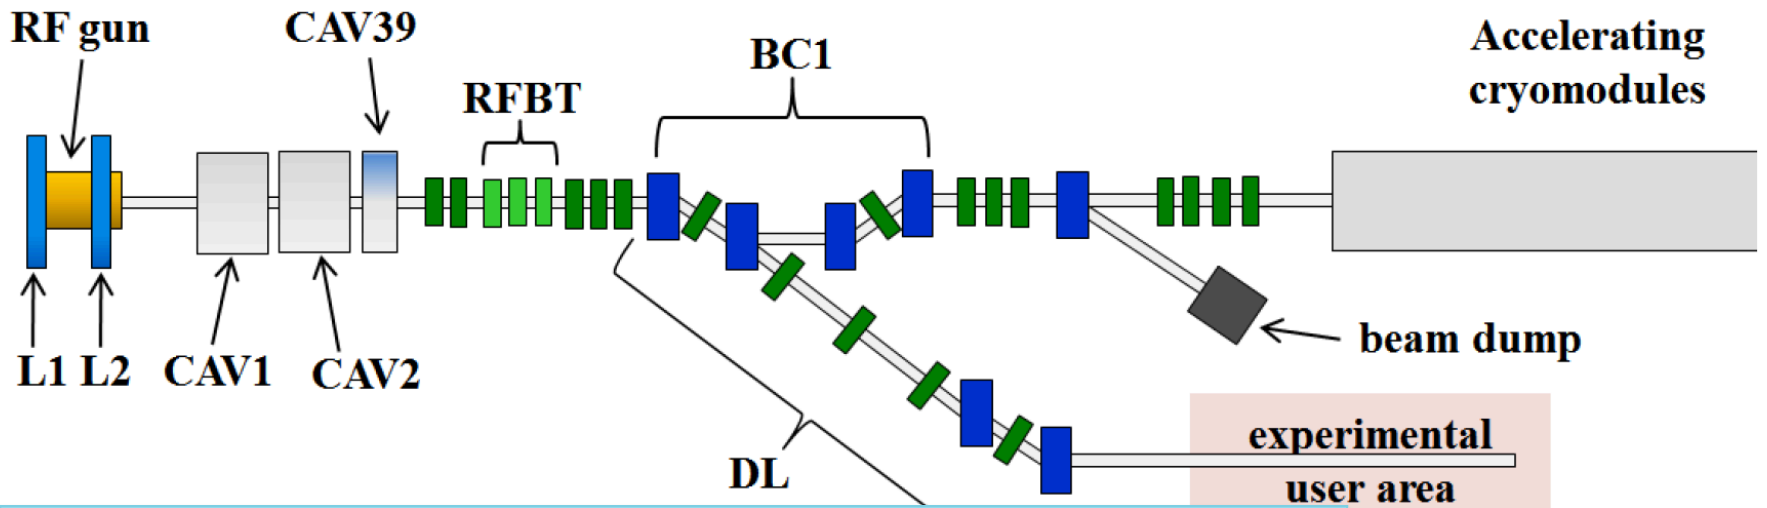 RF gun
CAV39
BC1
Accelerating
cryomodules
RFBT
L1 L2
CAV1
CAV2
beam dump
DL
experimental
user area